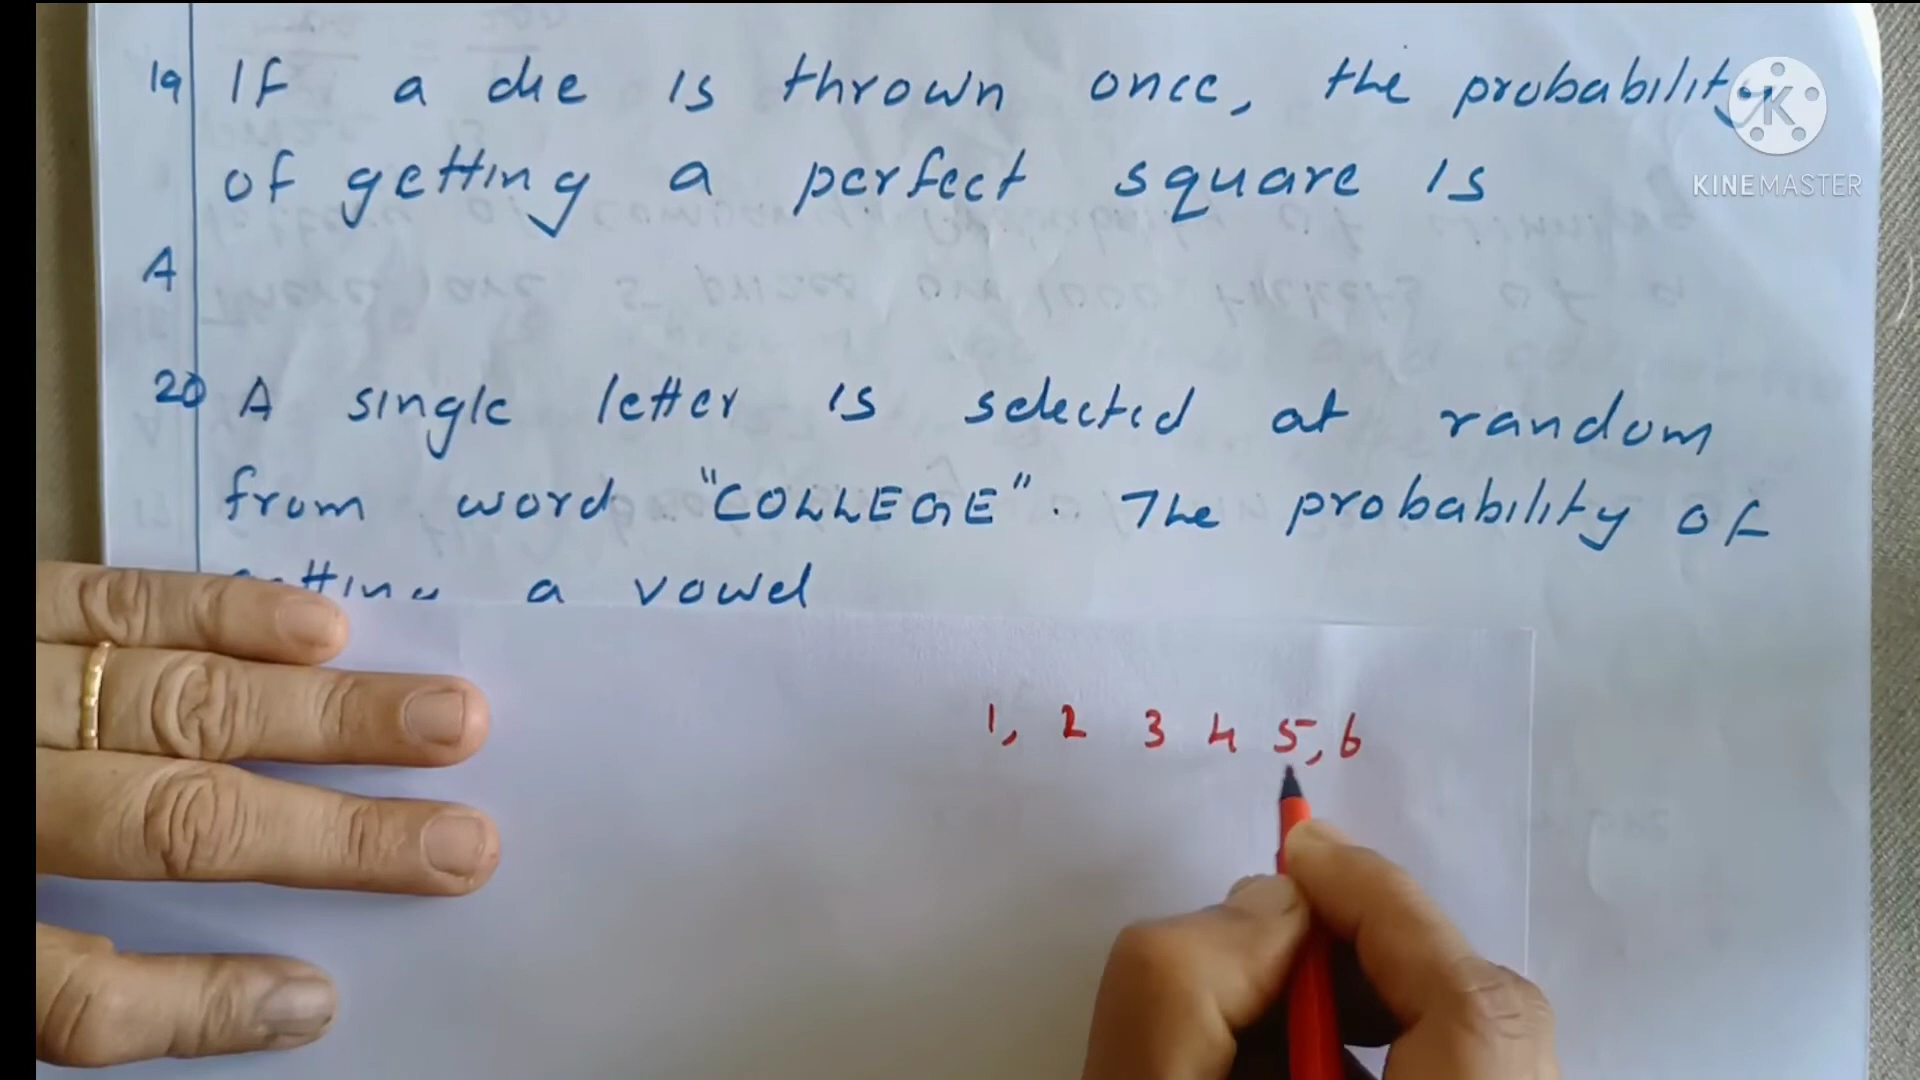 19 If a die is thrown once, the probability
of getting a perfect square is
A
20 A single letter is selected at random
from word "COLLEGE". The probability of
getting a vowel
1, 2 3 4 5, 6
K
KINEMASTER